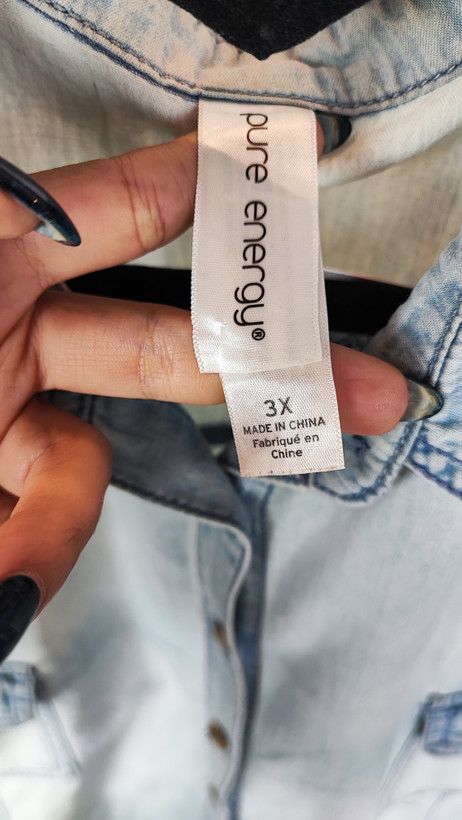 pure energy®
3X
MADE IN CHINA
Fabriqué en
Chine